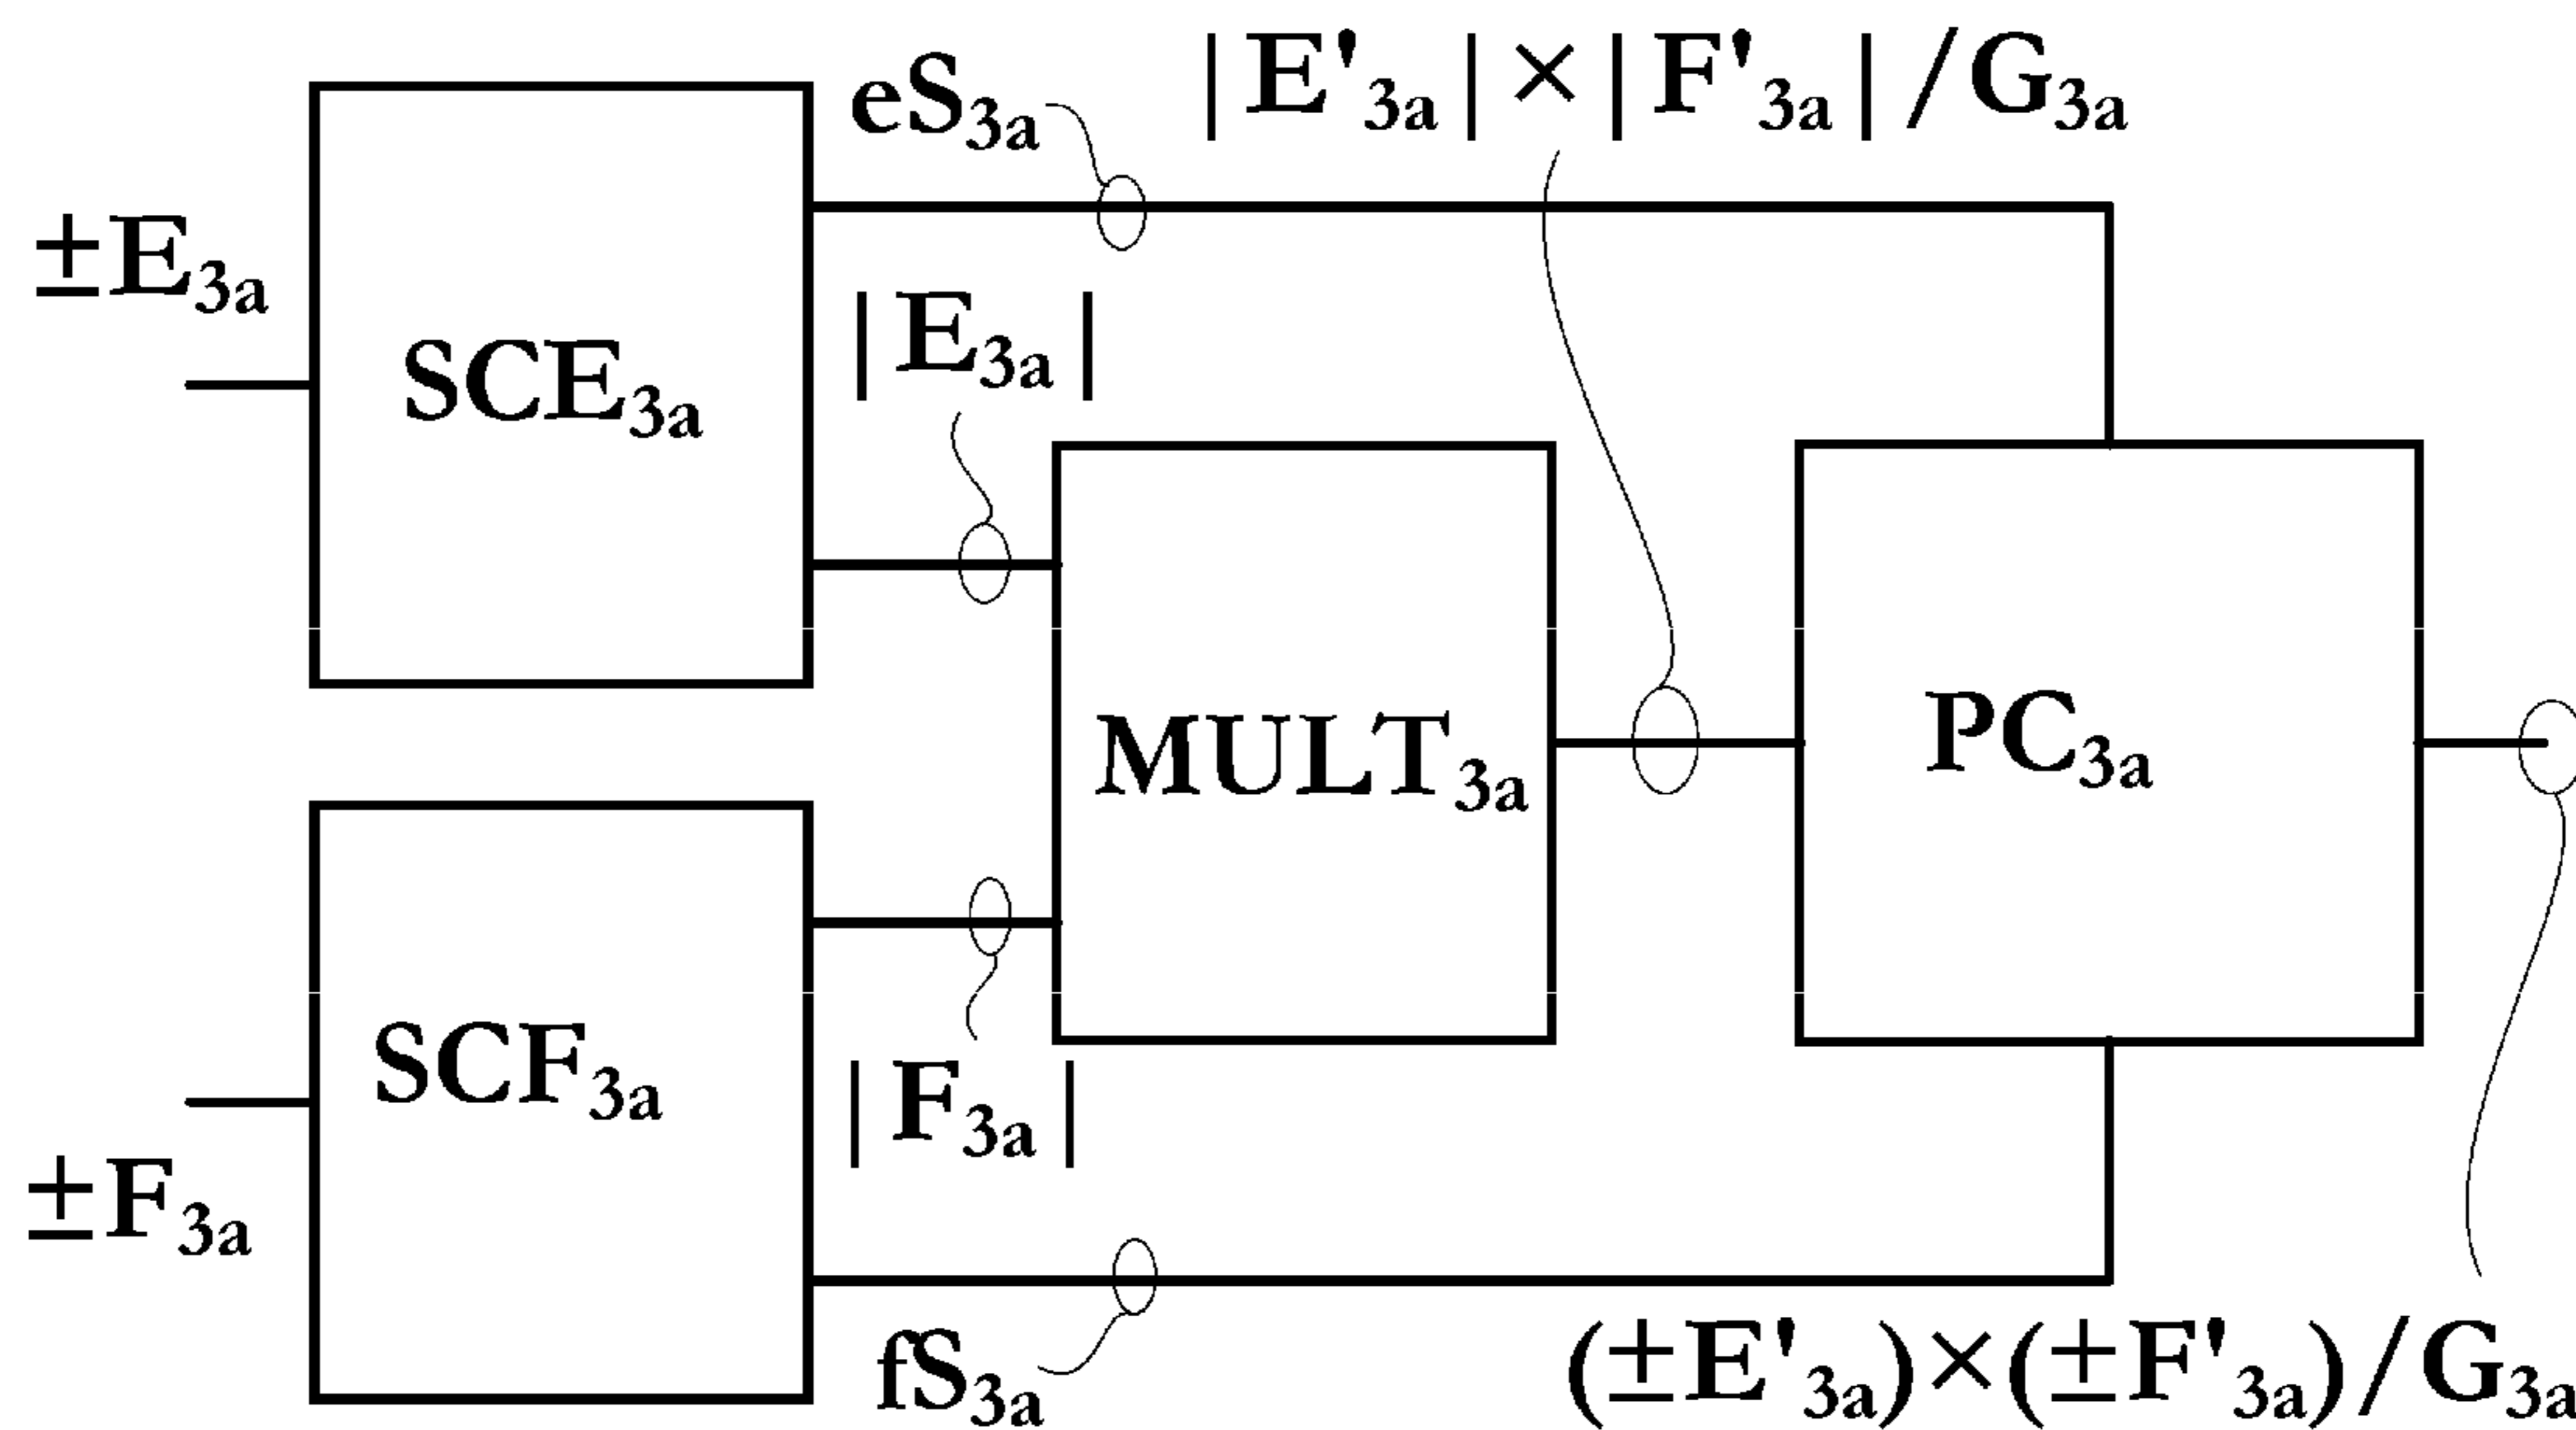 eS₃ₐ
|E'₃ₐ|×|F'₃ₐ|/G₃ₐ
±E₃ₐ
|E₃ₐ|
SCE₃ₐ
MULT₃ₐ
PC₃ₐ
SCF₃ₐ
|F₃ₐ|
±F₃ₐ
fS₃ₐ
(±E'₃ₐ)×(±F'₃ₐ)/G₃ₐ